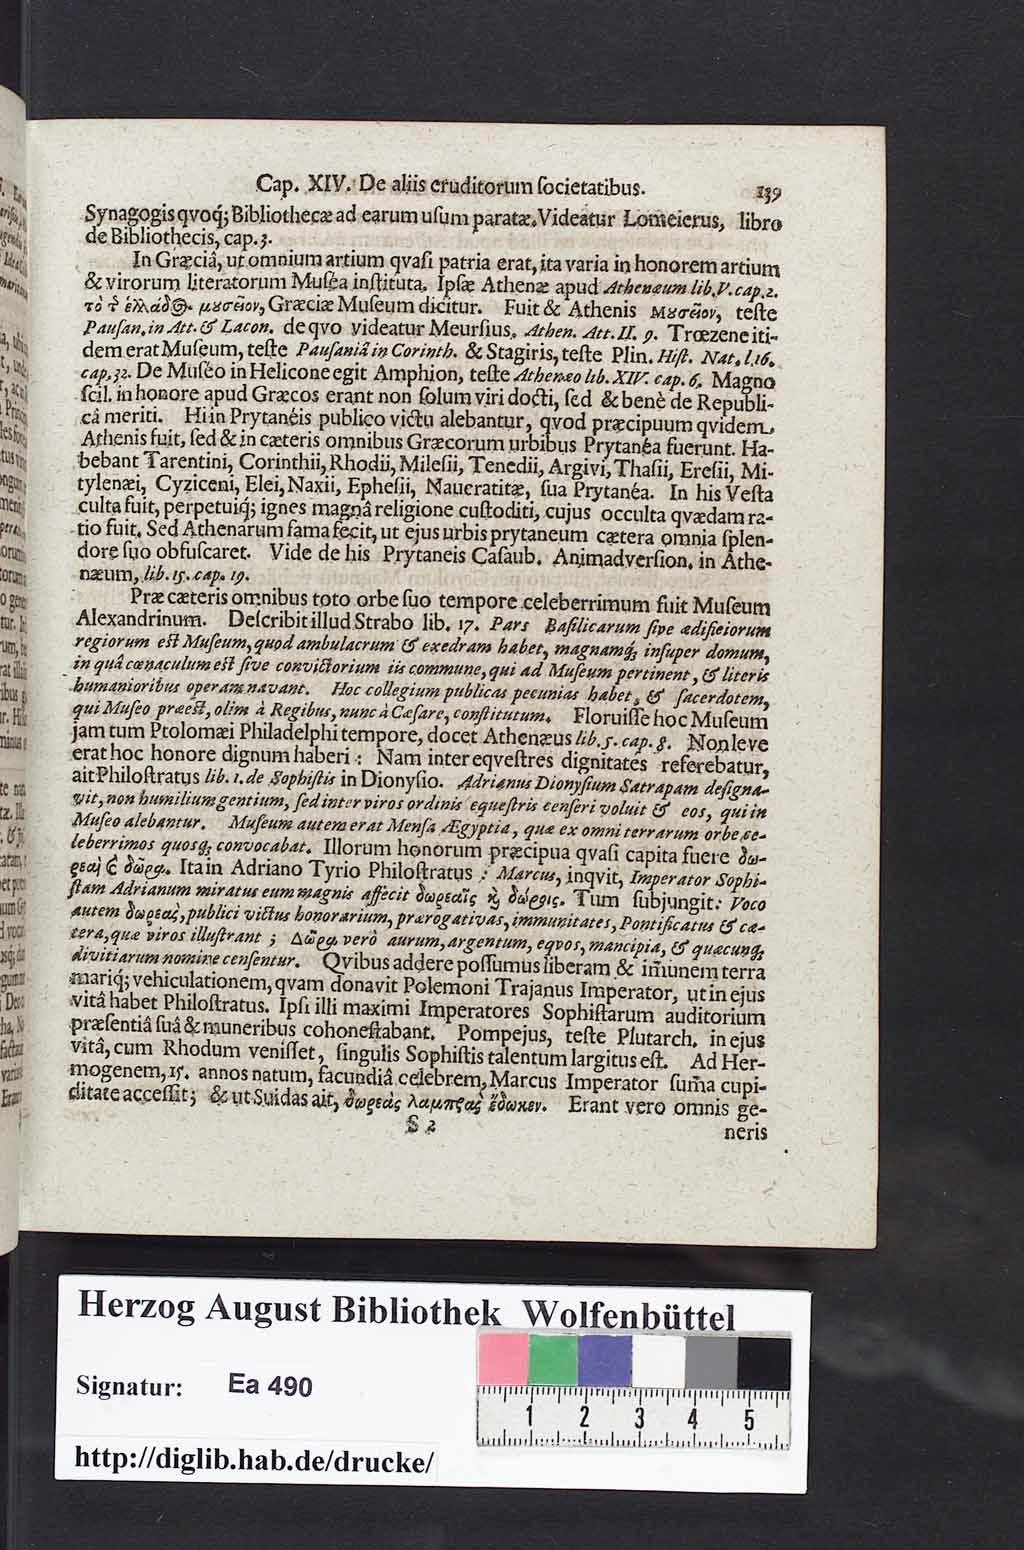 Cap. XIV. De aliis eruditorum ſocietatibus. 139
Synagogis qvoq́; Bibliothecæ ad earum uſum paratæ. Videatur Lomeierus, libro
de Bibliothecis, cap. 3.
In Græciâ, ut omnium artium qvaſi patria erat, ita varia in honorem artium
& virorum literatorum Muſéa inſtituta. Ipſæ Athenæ apud Athenæum lib. V. cap. 2.
τὸ τ̃ ἑλλάδ⊕. μȣσεῖον, Græciæ Muſeum dicitur. Fuit & Athenis μȣσεῖον, teſte
Pauſan. in Att. & Lacon. de qvo videatur Meurſius. Athen. Att. II. 9. Trœzene iti-
dem erat Muſeum, teſte Pauſaniâ in Corinth. & Stagiris, teſte Plin. Hiſt. Nat. l. 16.
cap. 32. De Muſéo in Helicone egit Amphion, teſte Athenæo lib. XIV. cap. 6. Magno
ſcil. in honore apud Græcos erant non ſolum viri docti, ſed & benè de Republi-
câ meriti. Hi in Prytanéis publico victu alebantur, qvod præcipuum qvidem
Athenis fuit, ſed & in cæteris omnibus Græcorum urbibus Prytanéa fuerunt. Ha-
bebant Tarentini, Corinthii, Rhodii, Mileſii, Tenedii, Argivi, Thaſii, Ereſii, Mi-
tylenæi, Cyziceni, Elei, Naxii, Epheſii, Naucratitæ, ſua Prytanéa. In his Veſta
culta fuit, perpetuiq́; ignes magnâ religione cuſtoditi, cujus occulta qvædam ra-
tio fuit. Sed Athenarum fama fecit, ut ejus urbis prytaneum cætera omnia ſplen-
dore ſuo obfuſcaret. Vide de his Prytaneis Caſaub. Animadverſion. in Athe-
næum, lib. 15. cap. 19.
Præ cæteris omnibus toto orbe ſuo tempore celeberrimum fuit Muſeum
Alexandrinum. Deſcribit illud Strabo lib. 17. Pars Baſilicarum ſive ædificiorum
regiorum eſt Muſeum, quod ambulacrum & exedram habet, magnamq́; inſuper domum,
in quâ cœnaculum eſt ſive convictorium iis commune, qui ad Muſeum pertinent, & literis
humanioribus operam navant. Hoc collegium publicas pecunias habet, & ſacerdotem,
qui Muſeo præeſt, olim à Regibus, nunc à Cæſare, conſtitutum. Floruiſſe hoc Muſeum
jam tum Ptolomæi Philadelphi tempore, docet Athenæus lib. 5. cap. 8. Non leve
erat hoc honore dignum haberi: Nam inter eqveſtres dignitates referebatur,
ait Philoſtratus lib. 1. de Sophiſtis in Dionyſio. Adrianus Dionyſium Satrapam deſigna-
vit, non humilium gentium, ſed inter viros ordinis equeſtris cenſeri voluit & eos, qui in
Muſeo alebantur. Muſeum autem erat Menſa Ægyptia, quæ ex omni terrarum orbe ce-
leberrimos quosq; convocabat. Illorum honorum præcipua qvaſi capita fuere δω-
ρεαὶ & δῶρα. Ita in Adriano Tyrio Philoſtratus: Marcus, inqvit, Imperator Sophi-
ſtam Adrianum miratus eum magnis affecit δωρεαῖς ϗ̀ δώροις. Tum ſubjungit: Voco
autem δωρεὰς, publici victus honorarium, prærogativas, immunitates, Pontificatus & cæ-
tera, quæ viros illuſtrant; Δῶρα verò aurum, argentum, eqvos, mancipia, & quæcunq;
divitiarum nomine cenſentur. Qvibus addere poſſumus liberam & im̃unem terra
mariq́; vehiculationem, qvam donavit Polemoni Trajanus Imperator, ut in ejus
vitâ habet Philoſtratus. Ipſi illi maximi Imperatores Sophiſtarum auditorium
præſentiâ ſuâ & muneribus cohoneſtabant. Pompejus, teſte Plutarch. in ejus
vitâ, cum Rhodum veniſſet, ſingulis Sophiſtis talentum largitus eſt. Ad Her-
mogenem, 15. annos natum, facundiâ celebrem, Marcus Imperator ſum̃a cupi-
ditate acceſſit; & ut Suidas ait, δωρεὰς λαμπρὰς ἔδωκεν. Erant vero omnis ge-
S 2 neris
Herzog August Bibliothek Wolfenbüttel
Signatur: Ea 490
1 2 3 4 5
http://diglib.hab.de/drucke/